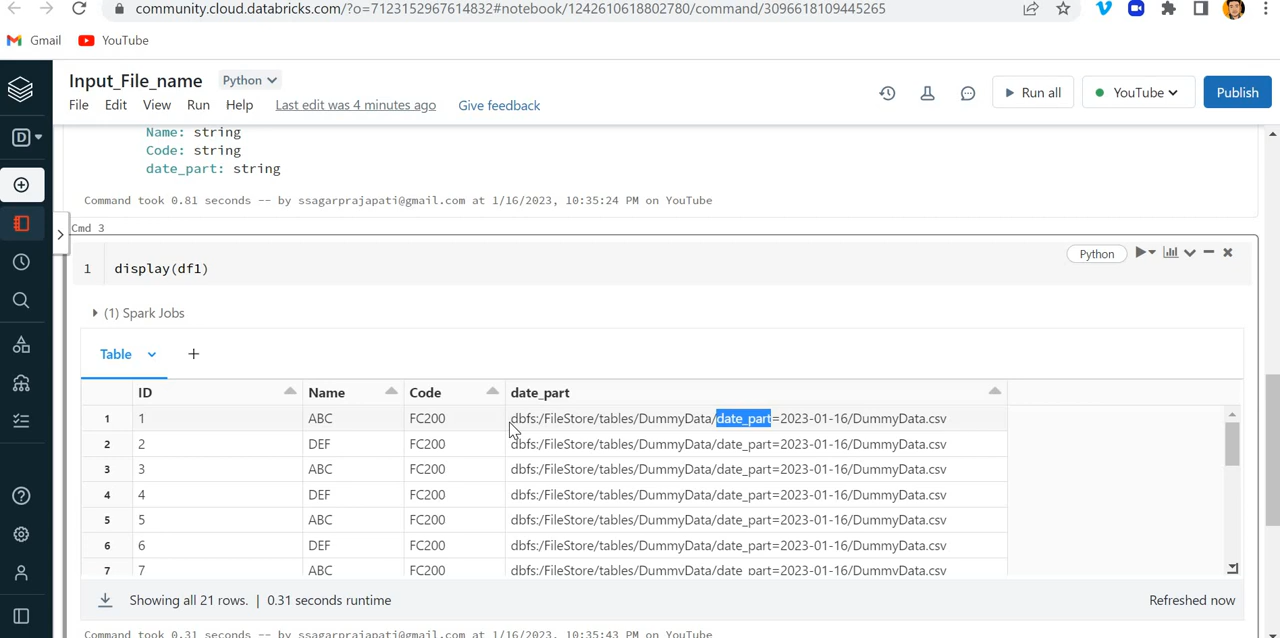 community.cloud.databricks.com/?o=7123152967614832#notebook/1242610618802780/command/3096618109445265
Gmail YouTube
Input_File_name Python
File Edit View Run Help Last edit was 4 minutes ago Give feedback
Run all YouTube Publish
D
Name: string
Code: string
date_part: string
Command took 0.81 seconds -- by ssagarprajapati@gmail.com at 1/16/2023, 10:35:24 PM on YouTube
Cmd 3
Python
1 display(df1)
(1) Spark Jobs
Table +
ID Name Code date_part
1 1 ABC FC200 dbfs:/FileStore/tables/DummyData/date_part=2023-01-16/DummyData.csv
2 2 DEF FC200 dbfs:/FileStore/tables/DummyData/date_part=2023-01-16/DummyData.csv
3 3 ABC FC200 dbfs:/FileStore/tables/DummyData/date_part=2023-01-16/DummyData.csv
4 4 DEF FC200 dbfs:/FileStore/tables/DummyData/date_part=2023-01-16/DummyData.csv
5 5 ABC FC200 dbfs:/FileStore/tables/DummyData/date_part=2023-01-16/DummyData.csv
6 6 DEF FC200 dbfs:/FileStore/tables/DummyData/date_part=2023-01-16/DummyData.csv
7 7 ABC FC200 dbfs:/FileStore/tables/DummyData/date_part=2023-01-16/DummyData.csv
Showing all 21 rows. | 0.31 seconds runtime Refreshed now
Command took 0.31 seconds -- by ssagarprajapati@gmail.com at 1/16/2023, 10:35:43 PM on YouTube